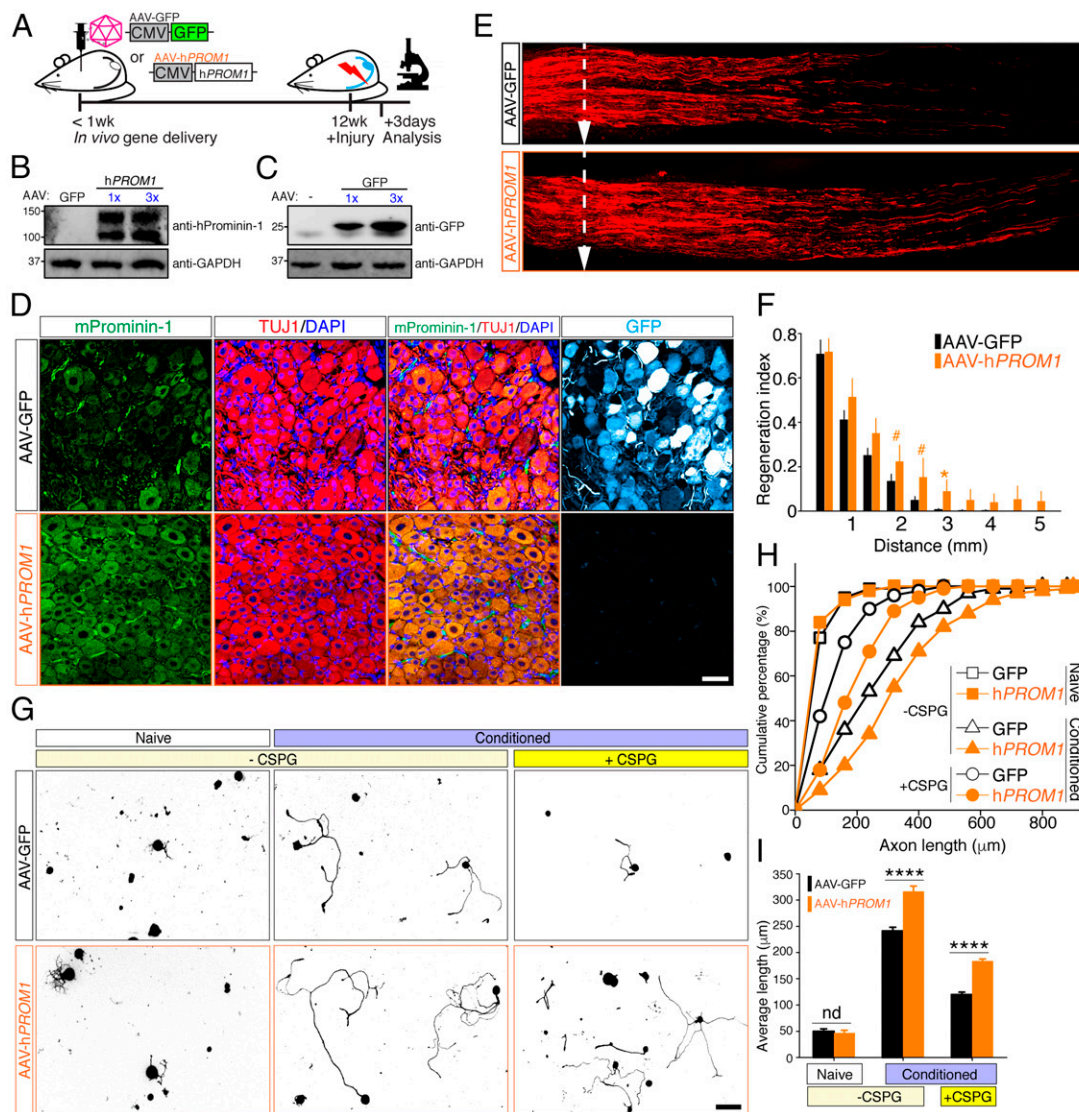 A
AAV-GFP
CMV GFP
or
AAV-hPROM1
CMV hPROM1
< 1wk
In vivo gene delivery
12wk
+Injury
+3days
Analysis
B
hPROM1
AAV: GFP 1x 3x
150
100
anti-hProminin-1
37
anti-GAPDH
C
GFP
AAV: - 1x 3x
25
anti-GFP
37
anti-GAPDH
D
mProminin-1 TUJ1/DAPI mProminin-1/TUJ1/DAPI GFP
AAV-GFP
AAV-hPROM1
E
AAV-GFP
AAV-hPROM1
F
Regeneration index
0.8
0.6
0.4
0.2
0
AAV-GFP
AAV-hPROM1
# # *
1 2 3 4 5
Distance (mm)
G
Naive Conditioned
- CSPG + CSPG
AAV-GFP
AAV-hPROM1
H
Cumulative percentage (%)
100
80
60
40
20
0
0 200 400 600 800
Axon length (μm)
-CSPG
GFP
hPROM1
Naive
GFP
hPROM1
Conditioned
+CSPG
GFP
hPROM1
I
Average length (μm)
350
300
250
200
150
100
50
0
AAV-GFP
AAV-hPROM1
nd
****
****
Naive Conditioned
-CSPG +CSPG